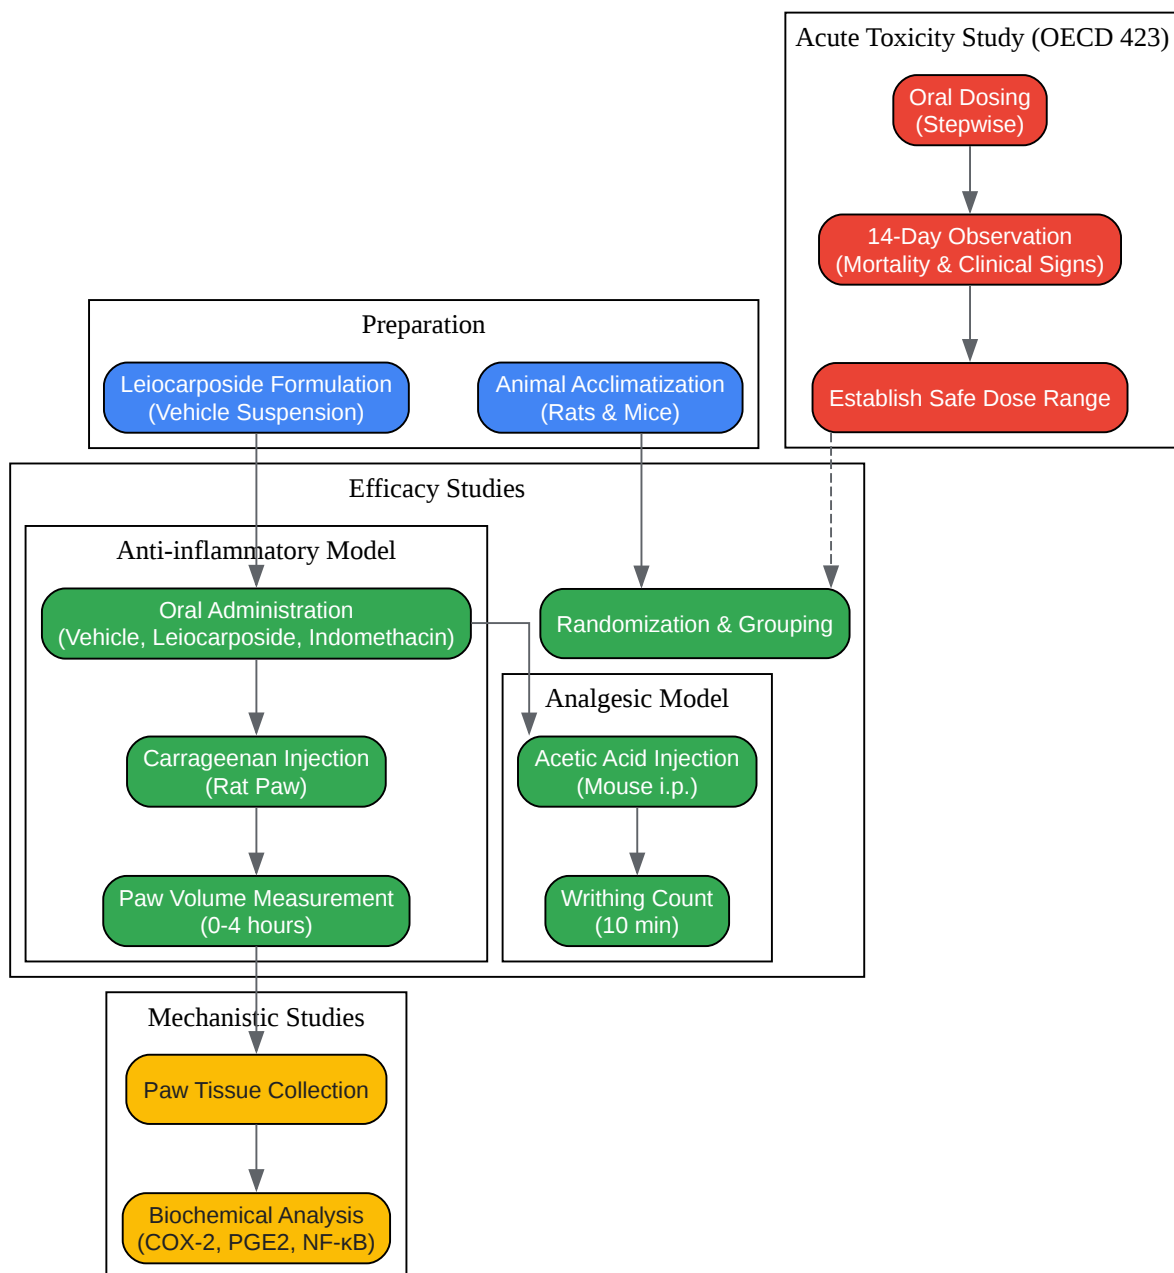 Acute Toxicity Study (OECD 423)
Oral Dosing
(Stepwise)
14-Day Observation
(Mortality & Clinical Signs)
Establish Safe Dose Range
Preparation
Leiocarposide Formulation
(Vehicle Suspension)
Animal Acclimatization
(Rats & Mice)
Efficacy Studies
Anti-inflammatory Model
Oral Administration
(Vehicle, Leiocarposide, Indomethacin)
Carrageenan Injection
(Rat Paw)
Paw Volume Measurement
(0-4 hours)
Randomization & Grouping
Analgesic Model
Acetic Acid Injection
(Mouse i.p.)
Writhing Count
(10 min)
Mechanistic Studies
Paw Tissue Collection
Biochemical Analysis
(COX-2, PGE2, NF-κB)